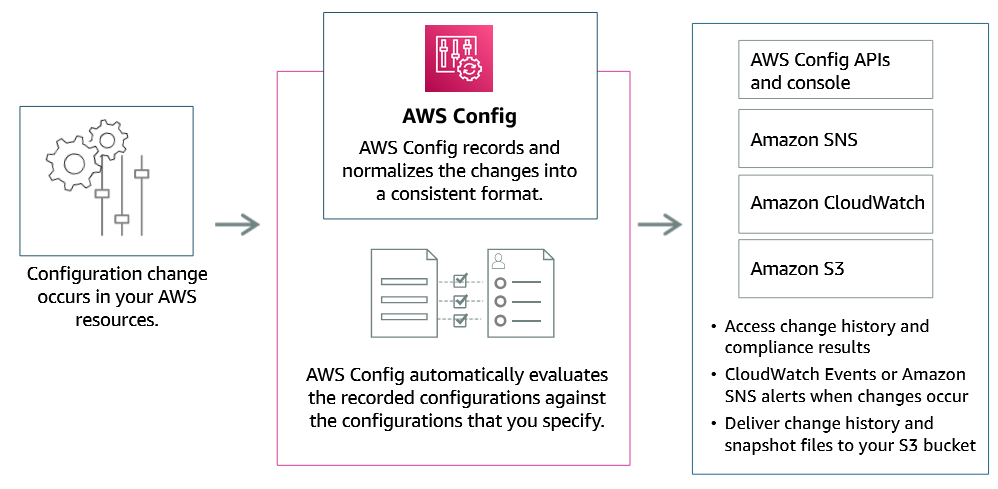 Configuration change
occurs in your AWS
resources.
AWS Config
AWS Config records and
normalizes the changes into
a consistent format.
AWS Config automatically evaluates
the recorded configurations against
the configurations that you specify.
AWS Config APIs
and console
Amazon SNS
Amazon CloudWatch
Amazon S3
• Access change history and
compliance results
• CloudWatch Events or Amazon
SNS alerts when changes occur
• Deliver change history and
snapshot files to your S3 bucket